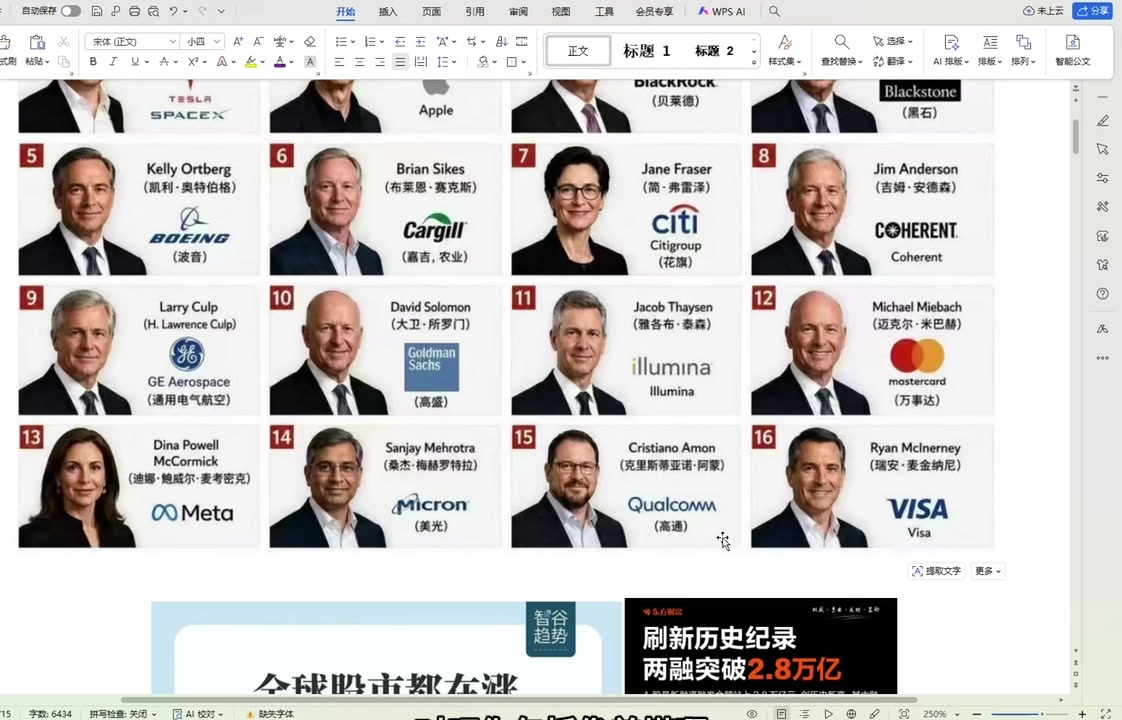 自动保存
开始
插入
页面
引用
审阅
视图
工具
会员专享
WPS AI
未上云
分享
式刷
粘贴
宋体 (正文)
小四
正文
标题 1
标题 2
样式集
查找替换
选择
翻译
AI 排版
排版
排列
智能公文
TESLA
SPACEX
Apple
BlackRock
(贝莱德)
Blackstone
(黑石)
5
Kelly Ortberg
(凯利·奥特伯格)
BOEING
(波音)
6
Brian Sikes
(布莱恩·赛克斯)
Cargill
(嘉吉, 农业)
7
Jane Fraser
(简·弗雷泽)
citi
Citigroup
(花旗)
8
Jim Anderson
(吉姆·安德森)
COHERENT
Coherent
9
Larry Culp
(H. Lawrence Culp)
GE Aerospace
(通用电气航空)
10
David Solomon
(大卫·所罗门)
Goldman
Sachs
(高盛)
11
Jacob Thaysen
(雅各布·泰森)
illumina
Illumina
12
Michael Miebach
(迈克尔·米巴赫)
mastercard
(万事达)
13
Dina Powell
McCormick
(迪娜·鲍威尔·麦考密克)
Meta
14
Sanjay Mehrotra
(桑杰·梅赫罗特拉)
Micron
(美光)
15
Cristiano Amon
(克里斯蒂亚诺·阿蒙)
Qualcomm
(高通)
16
Ryan McInerney
(瑞安·麦金纳尼)
VISA
Visa
提取文字
更多
智谷
趋势
全球股市都在涨
东方财富
刷新历史纪录
两融突破2.8万亿
/15
字数: 6434
拼写检查: 关闭
AI 校对
缺失字体
250%